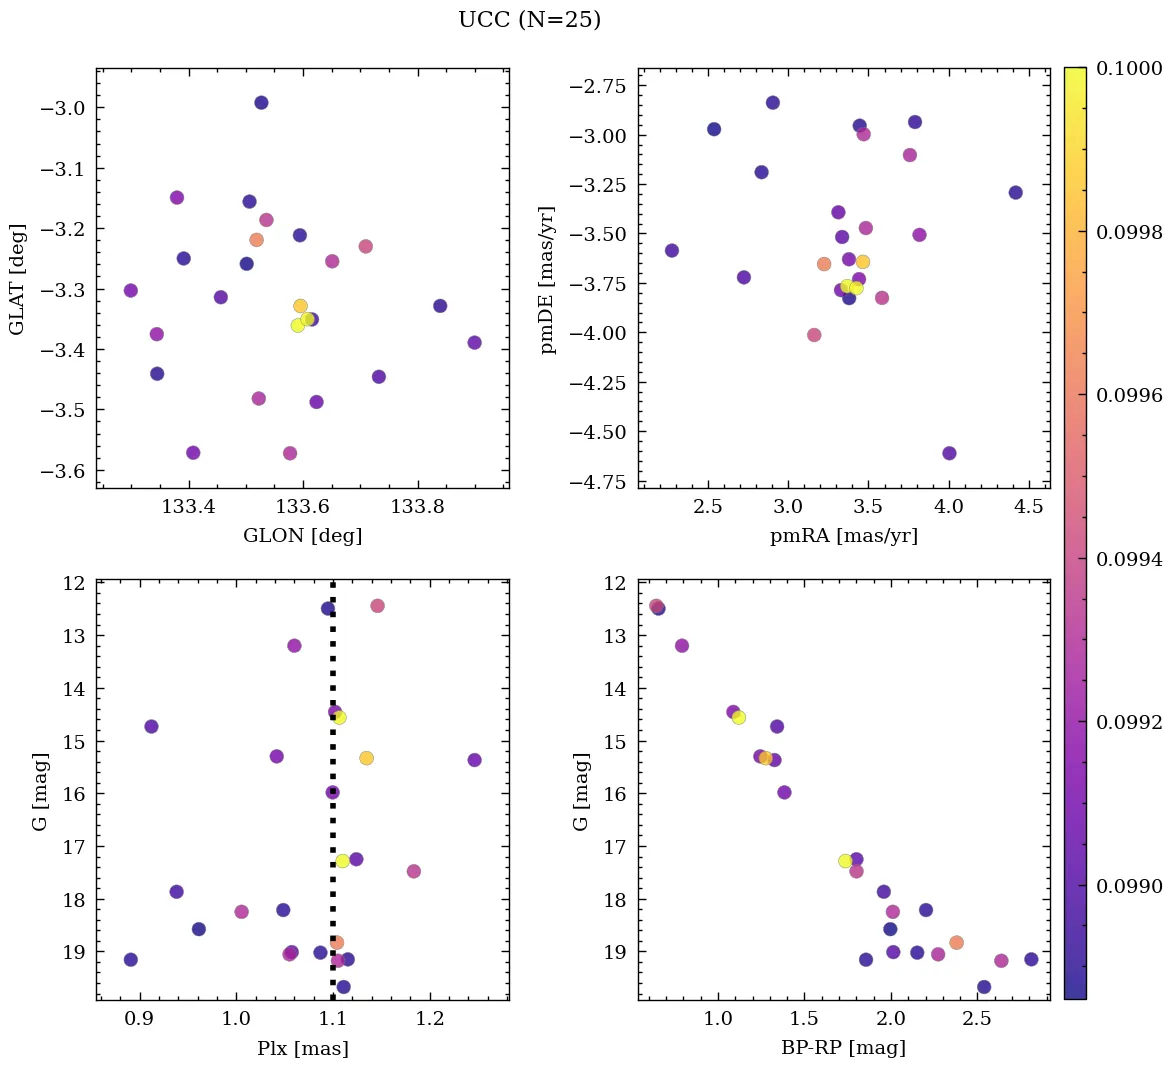 UCC (N=25)
−3.0
−3.1
−3.2
−3.3
−3.4
−3.5
−3.6
GLAT [deg]
133.4 133.6 133.8
GLON [deg]
−2.75
−3.00
−3.25
−3.50
−3.75
−4.00
−4.25
−4.50
−4.75
pmDE [mas/yr]
2.5 3.0 3.5 4.0 4.5
pmRA [mas/yr]
12
13
14
15
16
17
18
19
G [mag]
0.9 1.0 1.1 1.2
Plx [mas]
12
13
14
15
16
17
18
19
G [mag]
1.0 1.5 2.0 2.5
BP-RP [mag]
0.1000
0.0998
0.0996
0.0994
0.0992
0.0990